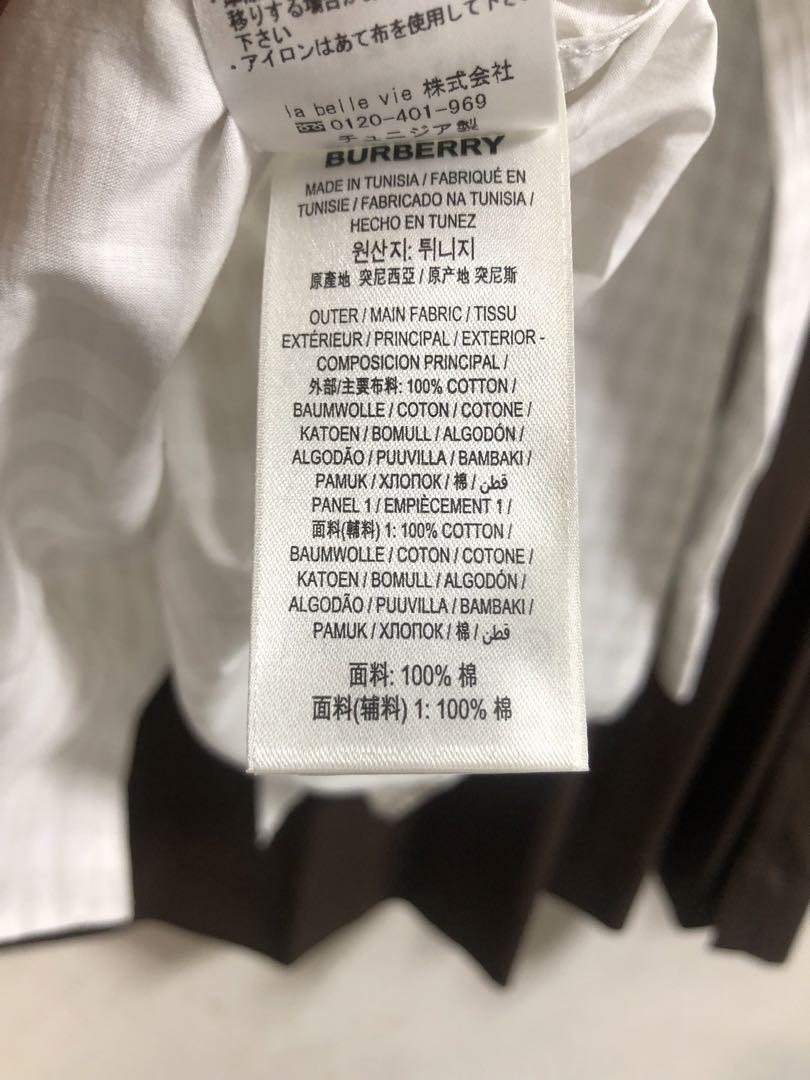 移りする場合が
下さい
・アイロンはあて布を使用して下さ
la belle vie 株式会社
0120-401-969
チュニジア製
BURBERRY
MADE IN TUNISIA / FABRIQUÉ EN
TUNISIE / FABRICADO NA TUNISIA /
HECHO EN TUNEZ
원산지: 튀니지
原產地 突尼西亞 / 原产地 突尼斯
OUTER / MAIN FABRIC / TISSU
EXTÉRIEUR / PRINCIPAL / EXTERIOR -
COMPOSICION PRINCIPAL /
外部/主要布料: 100% COTTON /
BAUMWOLLE / COTON / COTONE /
KATOEN / BOMULL / ALGODÓN /
ALGODÃO / PUUVILLA / BAMBAKI /
PAMUK / ХЛОПОК / 棉 / قطن
PANEL 1 / EMPIÈCEMENT 1 /
面料(輔料) 1: 100% COTTON /
BAUMWOLLE / COTON / COTONE /
KATOEN / BOMULL / ALGODÓN /
ALGODÃO / PUUVILLA / BAMBAKI /
PAMUK / ХЛОПОК / 棉 / قطن
面料: 100% 棉
面料(辅料) 1: 100% 棉